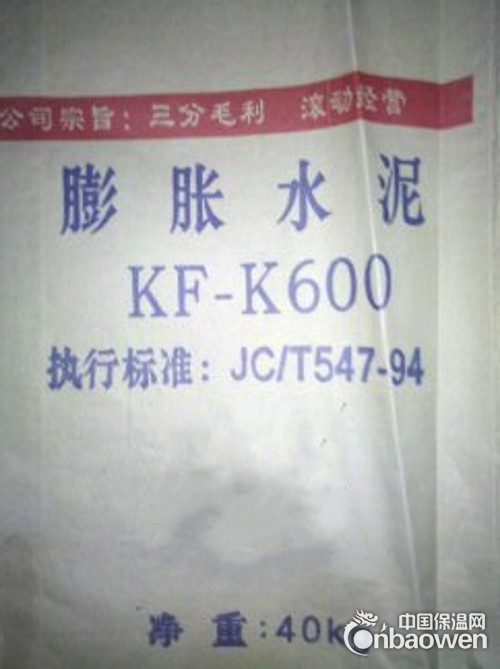 公司宗旨：三分毛利 滚动经营
膨胀水泥
KF-K600
执行标准：JC/T547-94
净重：40k
中国保温网
cnbaowen